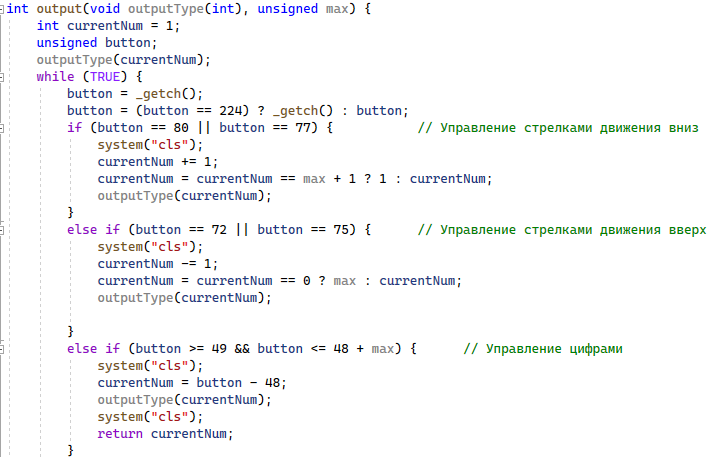 int output(void outputType(int), unsigned max) {
    int currentNum = 1;
    unsigned button;
    outputType(currentNum);
    while (TRUE) {
        button = _getch();
        button = (button == 224) ? _getch() : button;
        if (button == 80 || button == 77) {           // Управление стрелками движения вниз
            system("cls");
            currentNum += 1;
            currentNum = currentNum == max + 1 ? 1 : currentNum;
            outputType(currentNum);
        }
        else if (button == 72 || button == 75) {      // Управление стрелками движения вверх
            system("cls");
            currentNum -= 1;
            currentNum = currentNum == 0 ? max : currentNum;
            outputType(currentNum);

        }
        else if (button >= 49 && button <= 48 + max) {      // Управление цифрами
            system("cls");
            currentNum = button - 48;
            outputType(currentNum);
            system("cls");
            return currentNum;
        }